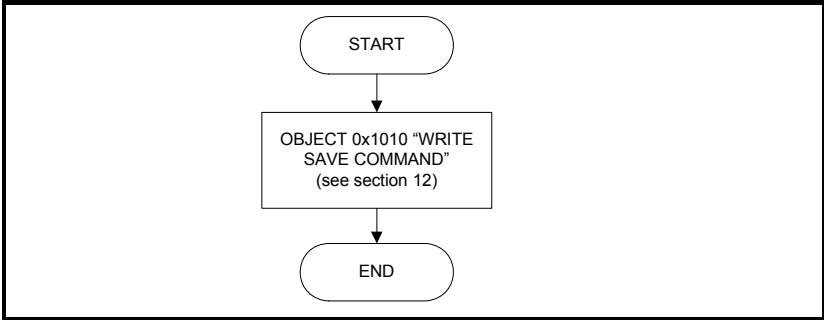 START
OBJECT 0x1010 “WRITE
SAVE COMMAND”
(see section 12)
END